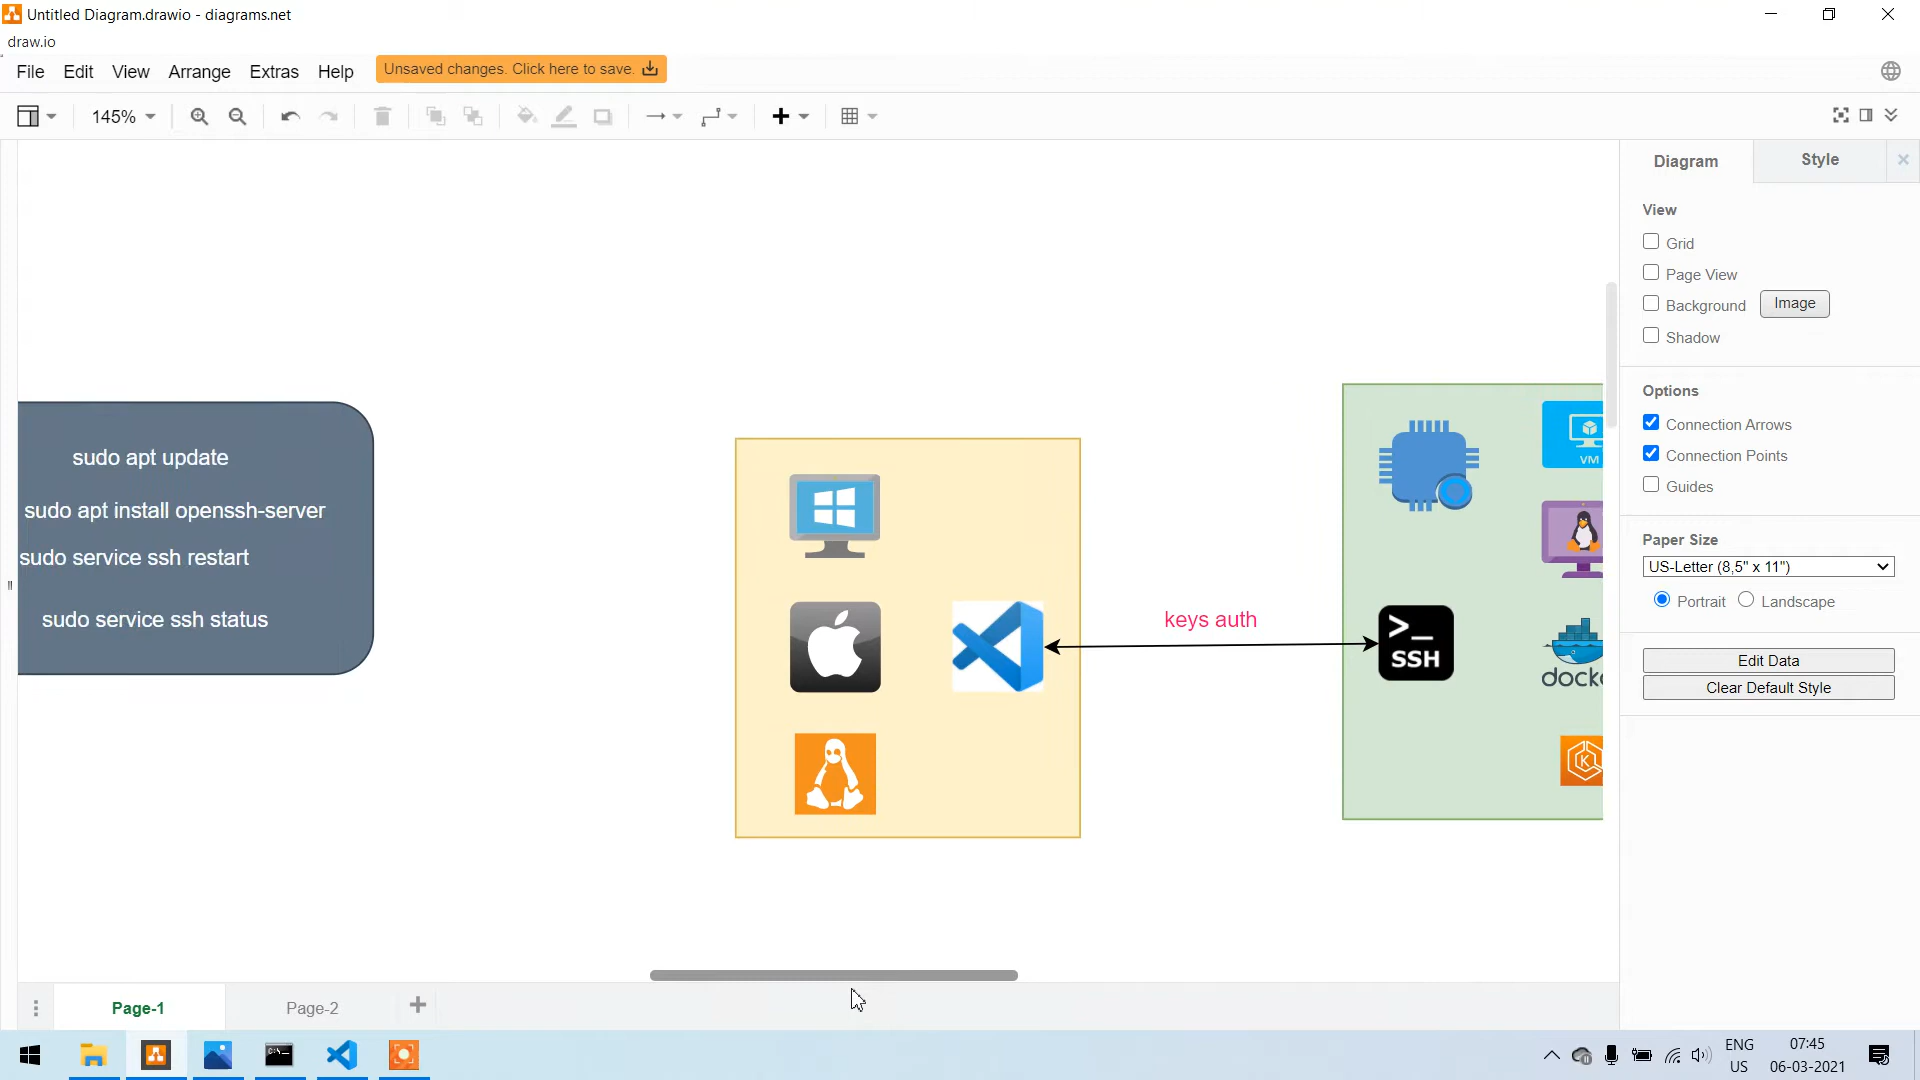 Untitled Diagram.drawio - diagrams.net
draw.io
File Edit View Arrange Extras Help Unsaved changes. Click here to save.
145%
Diagram Style
View
Grid
Page View
Background Image
Shadow
Options
Connection Arrows
Connection Points
Guides
Paper Size
US-Letter (8,5" x 11")
Portrait Landscape
Edit Data
Clear Default Style
sudo apt update
sudo apt install openssh-server
sudo service ssh restart
sudo service ssh status
keys auth
>_
SSH
VM
docke
K
Page-1 Page-2
C:\
ENG
US
07:45
06-03-2021